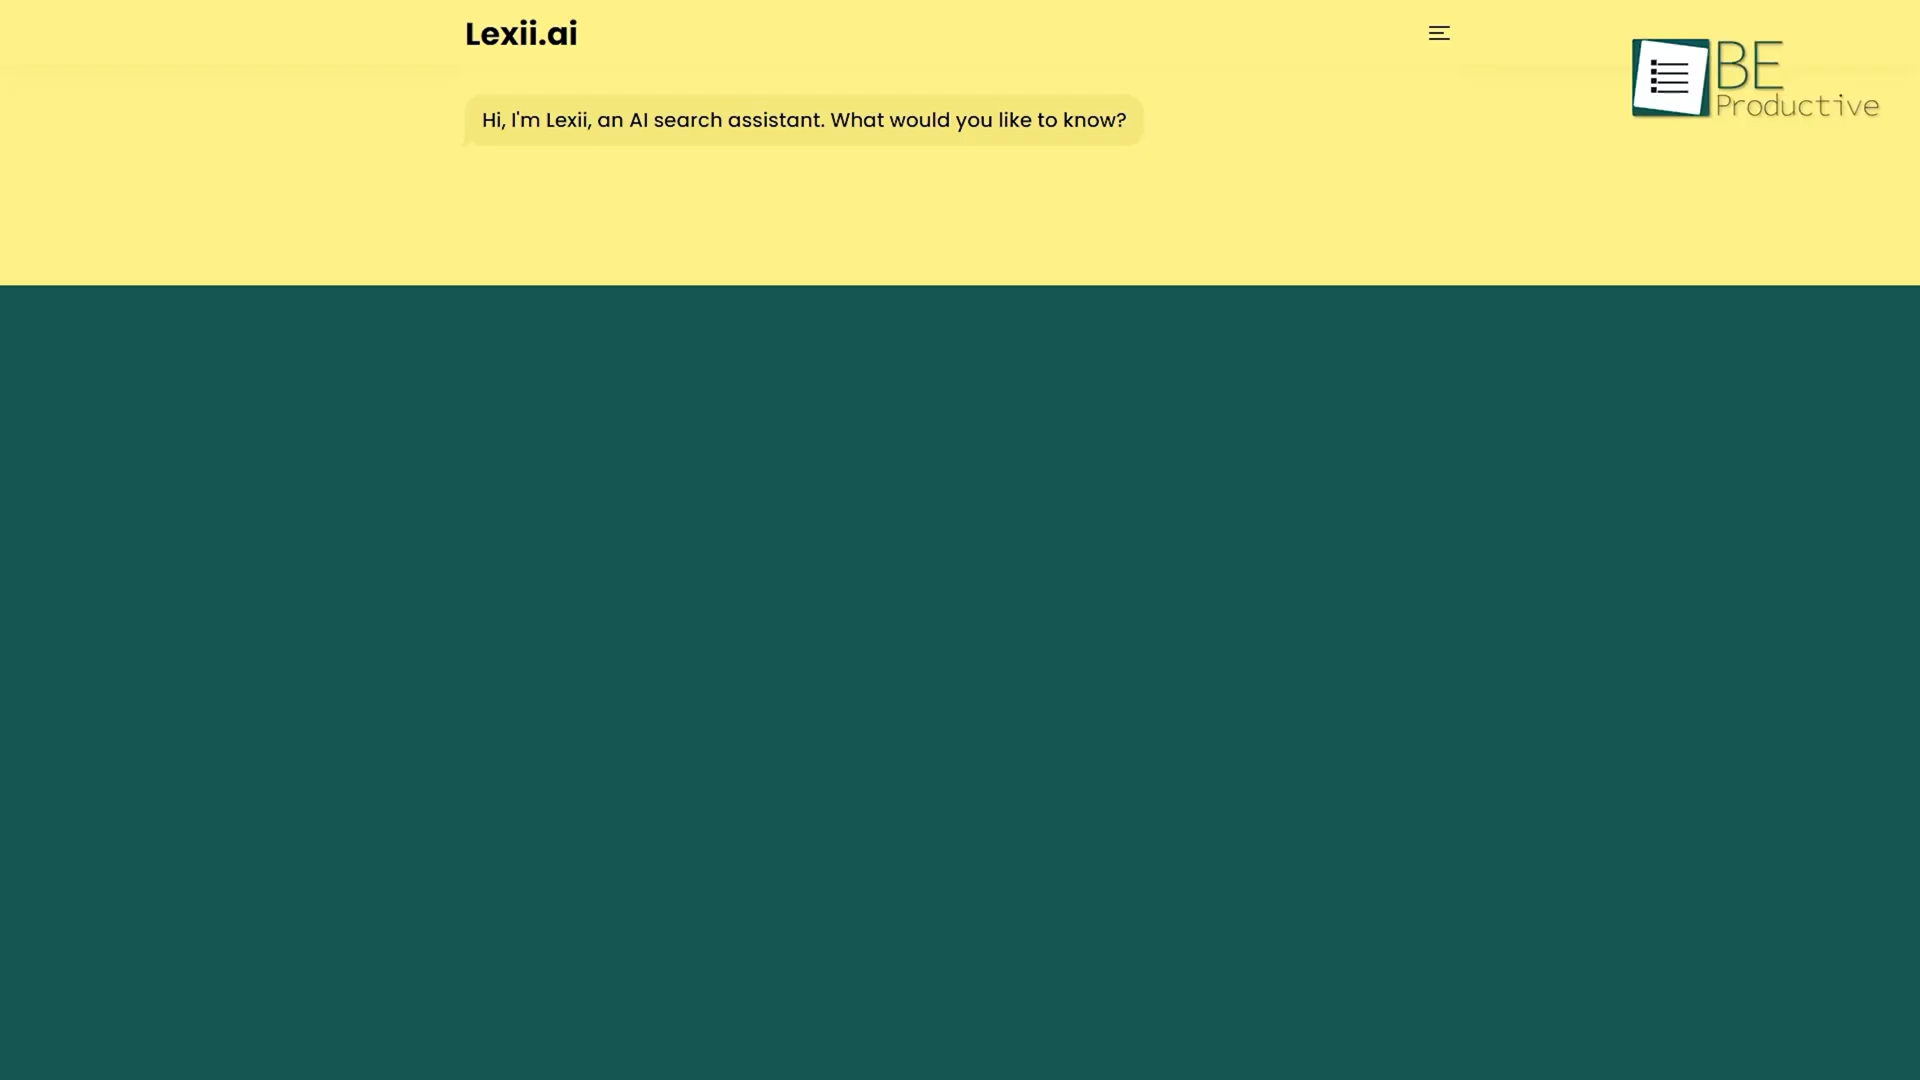 Lexii.ai
BE
Productive
Hi, I'm Lexii, an AI search assistant. What would you like to know?